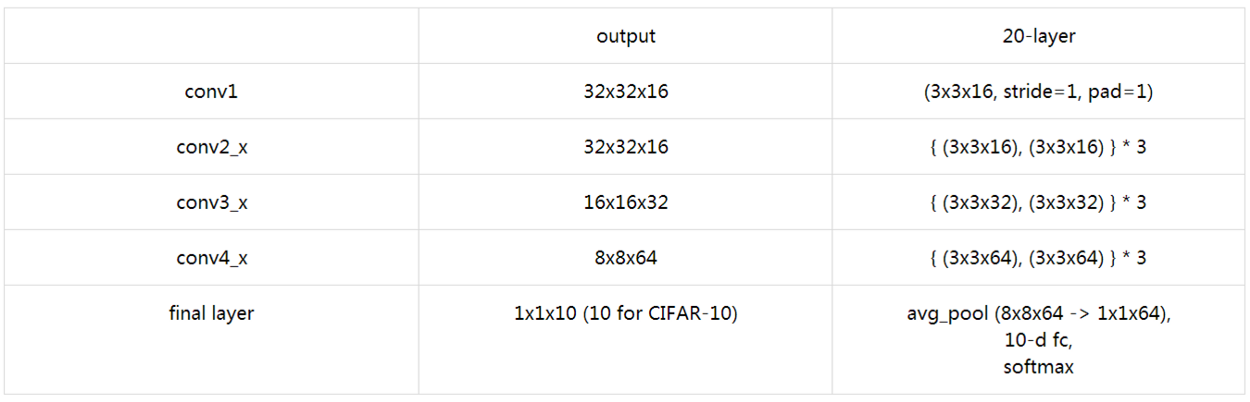 output 20-layer
conv1 32x32x16 (3x3x16, stride=1, pad=1)
conv2_x 32x32x16 { (3x3x16), (3x3x16) } * 3
conv3_x 16x16x32 { (3x3x32), (3x3x32) } * 3
conv4_x 8x8x64 { (3x3x64), (3x3x64) } * 3
final layer 1x1x10 (10 for CIFAR-10) avg_pool (8x8x64 -> 1x1x64),
10-d fc,
softmax